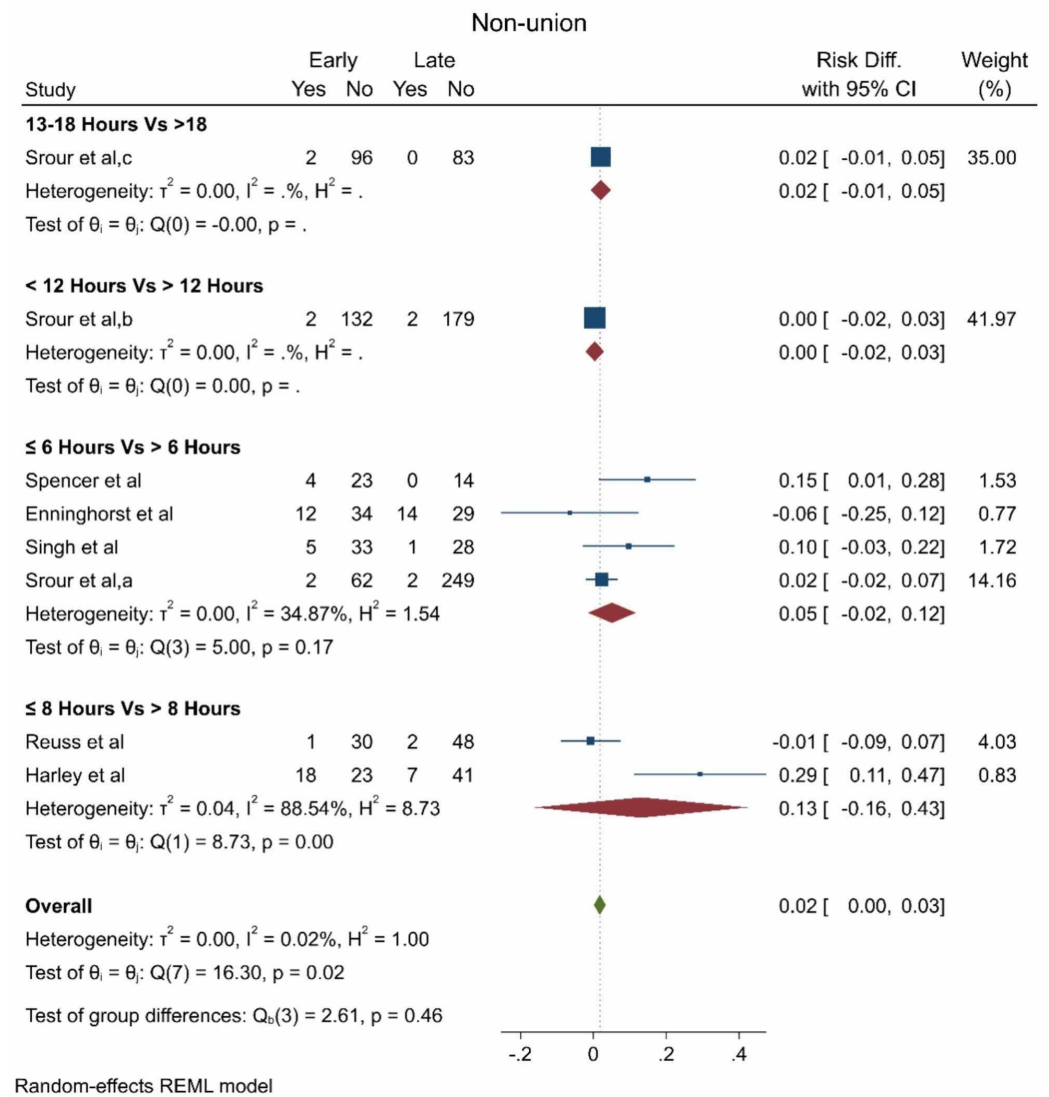 Non-union
Early Late Risk Diff. Weight
Study Yes No Yes No with 95% CI (%)
13-18 Hours Vs >18
Srour et al,c 2 96 0 83 0.02 [ -0.01, 0.05] 35.00
Heterogeneity: τ² = 0.00, I² = .%, H² = . 0.02 [ -0.01, 0.05]
Test of θᵢ = θⱼ: Q(0) = -0.00, p = .
< 12 Hours Vs > 12 Hours
Srour et al,b 2 132 2 179 0.00 [ -0.02, 0.03] 41.97
Heterogeneity: τ² = 0.00, I² = .%, H² = . 0.00 [ -0.02, 0.03]
Test of θᵢ = θⱼ: Q(0) = 0.00, p = .
≤ 6 Hours Vs > 6 Hours
Spencer et al 4 23 0 14 0.15 [ 0.01, 0.28] 1.53
Enninghorst et al 12 34 14 29 -0.06 [ -0.25, 0.12] 0.77
Singh et al 5 33 1 28 0.10 [ -0.03, 0.22] 1.72
Srour et al,a 2 62 2 249 0.02 [ -0.02, 0.07] 14.16
Heterogeneity: τ² = 0.00, I² = 34.87%, H² = 1.54 0.05 [ -0.02, 0.12]
Test of θᵢ = θⱼ: Q(3) = 5.00, p = 0.17
≤ 8 Hours Vs > 8 Hours
Reuss et al 1 30 2 48 -0.01 [ -0.09, 0.07] 4.03
Harley et al 18 23 7 41 0.29 [ 0.11, 0.47] 0.83
Heterogeneity: τ² = 0.04, I² = 88.54%, H² = 8.73 0.13 [ -0.16, 0.43]
Test of θᵢ = θⱼ: Q(1) = 8.73, p = 0.00
Overall 0.02 [ 0.00, 0.03]
Heterogeneity: τ² = 0.00, I² = 0.02%, H² = 1.00
Test of θᵢ = θⱼ: Q(7) = 16.30, p = 0.02
Test of group differences: Q_b(3) = 2.61, p = 0.46
-.2 0 .2 .4
Random-effects REML model